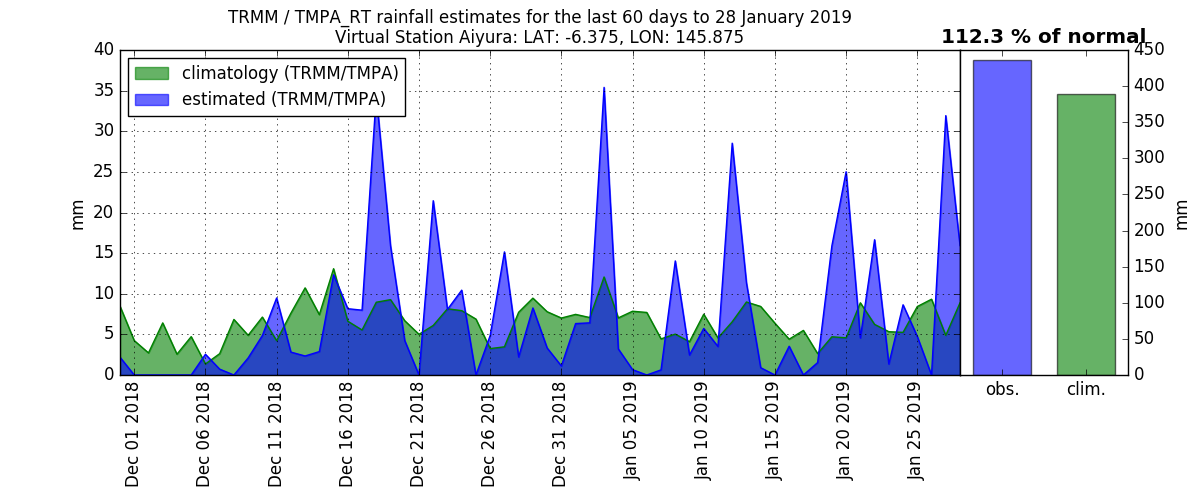 TRMM / TMPA_RT rainfall estimates for the last 60 days to 28 January 2019
Virtual Station Aiyura: LAT: -6.375, LON: 145.875
112.3 % of normal
climatology (TRMM/TMPA)
estimated (TRMM/TMPA)
40
35
30
25
20
15
10
5
0
mm
450
400
350
300
250
200
150
100
50
0
mm
Dec 01 2018
Dec 06 2018
Dec 11 2018
Dec 16 2018
Dec 21 2018
Dec 26 2018
Dec 31 2018
Jan 05 2019
Jan 10 2019
Jan 15 2019
Jan 20 2019
Jan 25 2019
obs.
clim.